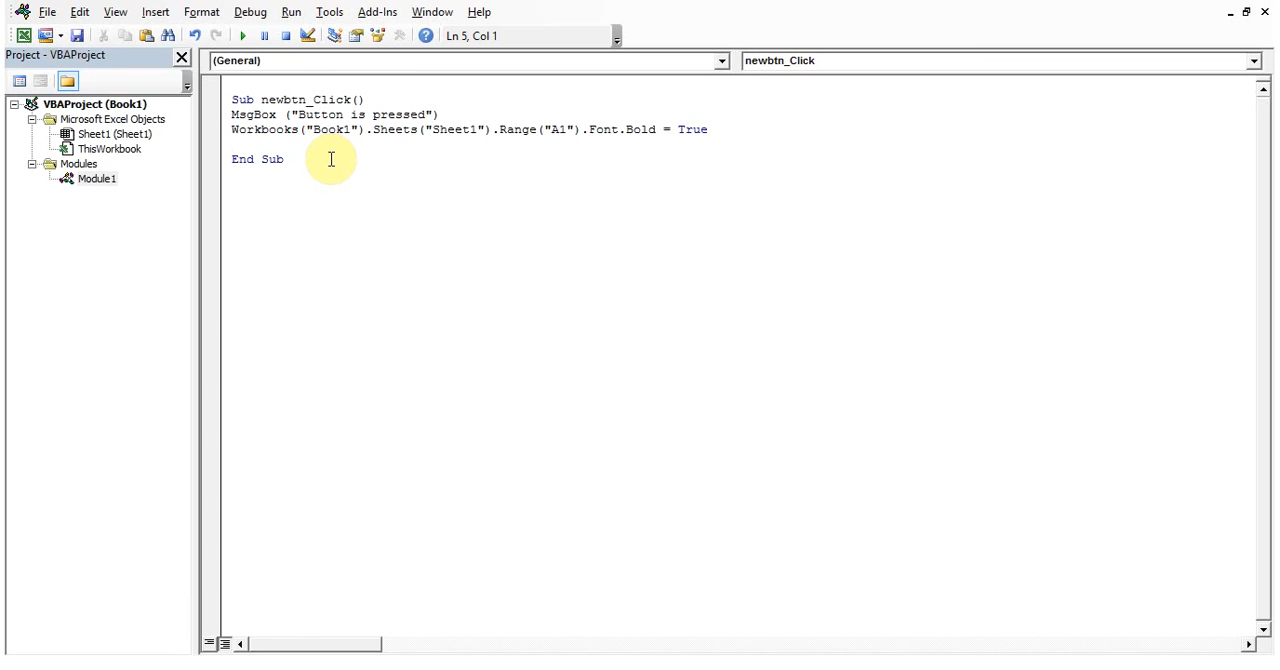 File Edit View Insert Format Debug Run Tools Add-Ins Window Help
Ln 5, Col 1
Project - VBAProject
(General)
newbtn_Click
VBAProject (Book1)
Microsoft Excel Objects
Sheet1 (Sheet1)
ThisWorkbook
Modules
Module1
Sub newbtn_Click()
MsgBox ("Button is pressed")
Workbooks("Book1").Sheets("Sheet1").Range("A1").Font.Bold = True
End Sub